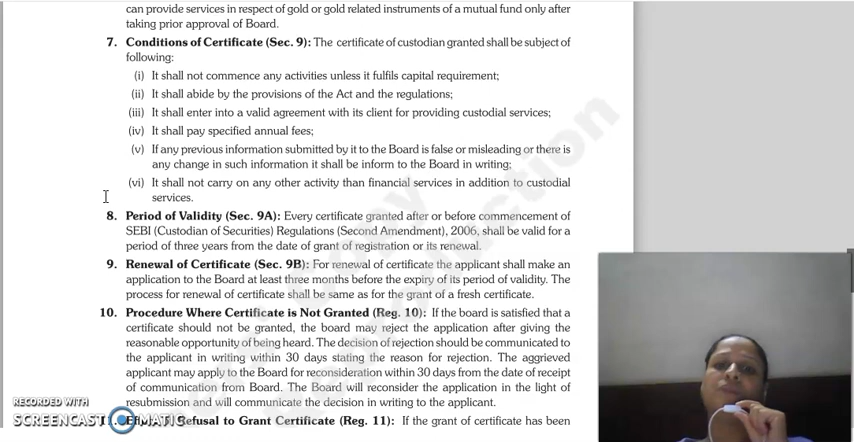 can provide services in respect of gold or gold related instruments of a mutual fund only after
taking prior approval of Board.
7. Conditions of Certificate (Sec. 9): The certificate of custodian granted shall be subject of
following:
(i) It shall not commence any activities unless it fulfils capital requirement;
(ii) It shall abide by the provisions of the Act and the regulations;
(iii) It shall enter into a valid agreement with its client for providing custodial services;
(iv) It shall pay specified annual fees;
(v) If any previous information submitted by it to the Board is false or misleading or there is
any change in such information it shall be inform to the Board in writing;
(vi) It shall not carry on any other activity than financial services in addition to custodial
services.
8. Period of Validity (Sec. 9A): Every certificate granted after or before commencement of
SEBI (Custodian of Securities) Regulations (Second Amendment), 2006, shall be valid for a
period of three years from the date of grant of registration or its renewal.
9. Renewal of Certificate (Sec. 9B): For renewal of certificate the applicant shall make an
application to the Board at least three months before the expiry of its period of validity. The
process for renewal of certificate shall be same as for the grant of a fresh certificate.
10. Procedure Where Certificate is Not Granted (Reg. 10): If the board is satisfied that a
certificate should not be granted, the board may reject the application after giving the
reasonable opportunity of being heard. The decision of rejection should be communicated to
the applicant in writing within 30 days stating the reason for rejection. The aggrieved
applicant may apply to the Board for reconsideration within 30 days from the date of receipt
of communication from Board. The Board will reconsider the application in the light of
resubmission and will communicate the decision in writing to the applicant.
Refusal to Grant Certificate (Reg. 11): If the grant of certificate has been
RECORDED WITH
SCREENCAST MATIC